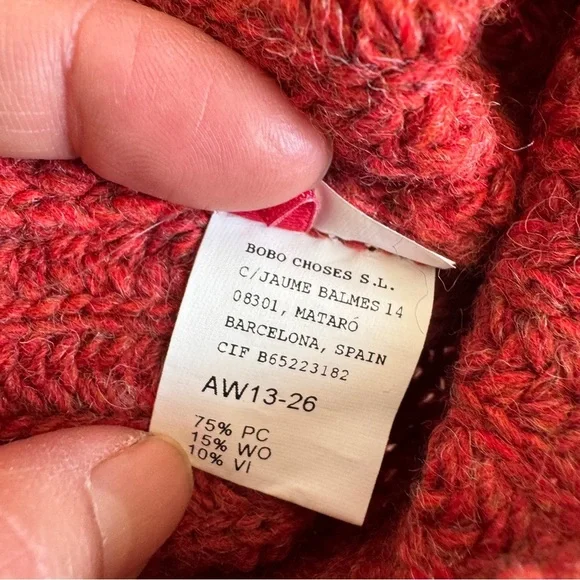 BOBO CHOSES S.L.
C/JAUME BALMES 14
08301, MATARÓ
BARCELONA, SPAIN
CIF B65223182
AW13-26
75% PC
15% WO
10% VI